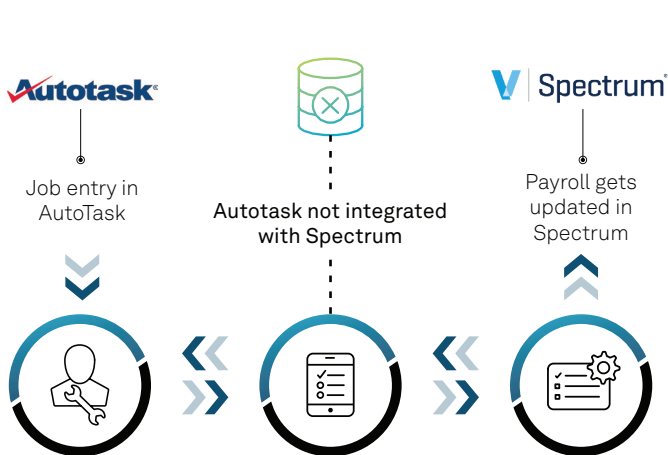 Autotask®
Spectrum®
Job entry in
AutoTask
Autotask not integrated
with Spectrum
Payroll gets
updated in
Spectrum